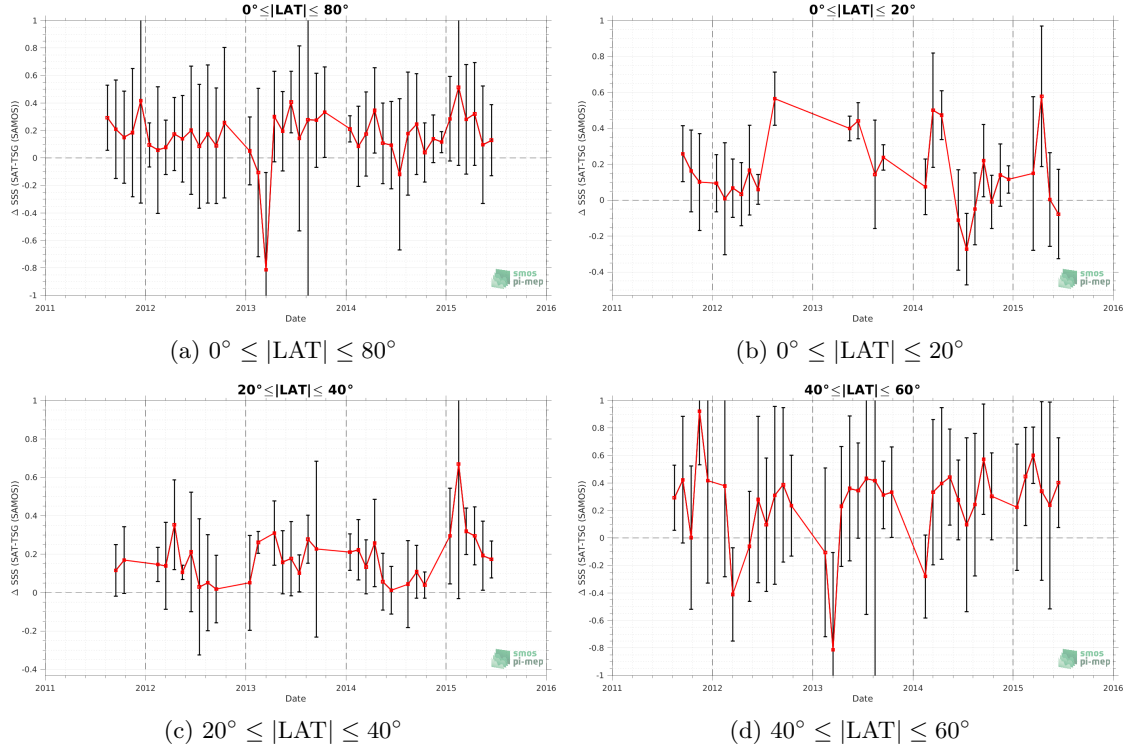 0°≤|LAT|≤ 80°
1
0.8
0.6
0.4
0.2
0
-0.2
-0.4
-0.6
-0.8
-1
Δ SSS (SAT-TSG (SAMOS))
2011
2012
2013
2014
2015
2016
Date
smos
pi-mep
(a) 0° ≤ |LAT| ≤ 80°
0°≤|LAT|≤ 20°
1
0.8
0.6
0.4
0.2
0
-0.2
-0.4
Δ SSS (SAT-TSG (SAMOS))
2011
2012
2013
2014
2015
2016
Date
smos
pi-mep
(b) 0° ≤ |LAT| ≤ 20°
20°≤|LAT|≤ 40°
1
0.8
0.6
0.4
0.2
0
-0.2
-0.4
Δ SSS (SAT-TSG (SAMOS))
2011
2012
2013
2014
2015
2016
Date
smos
pi-mep
(c) 20° ≤ |LAT| ≤ 40°
40°≤|LAT|≤ 60°
1
0.8
0.6
0.4
0.2
0
-0.2
-0.4
-0.6
-0.8
-1
Δ SSS (SAT-TSG (SAMOS))
2011
2012
2013
2014
2015
2016
Date
smos
pi-mep
(d) 40° ≤ |LAT| ≤ 60°